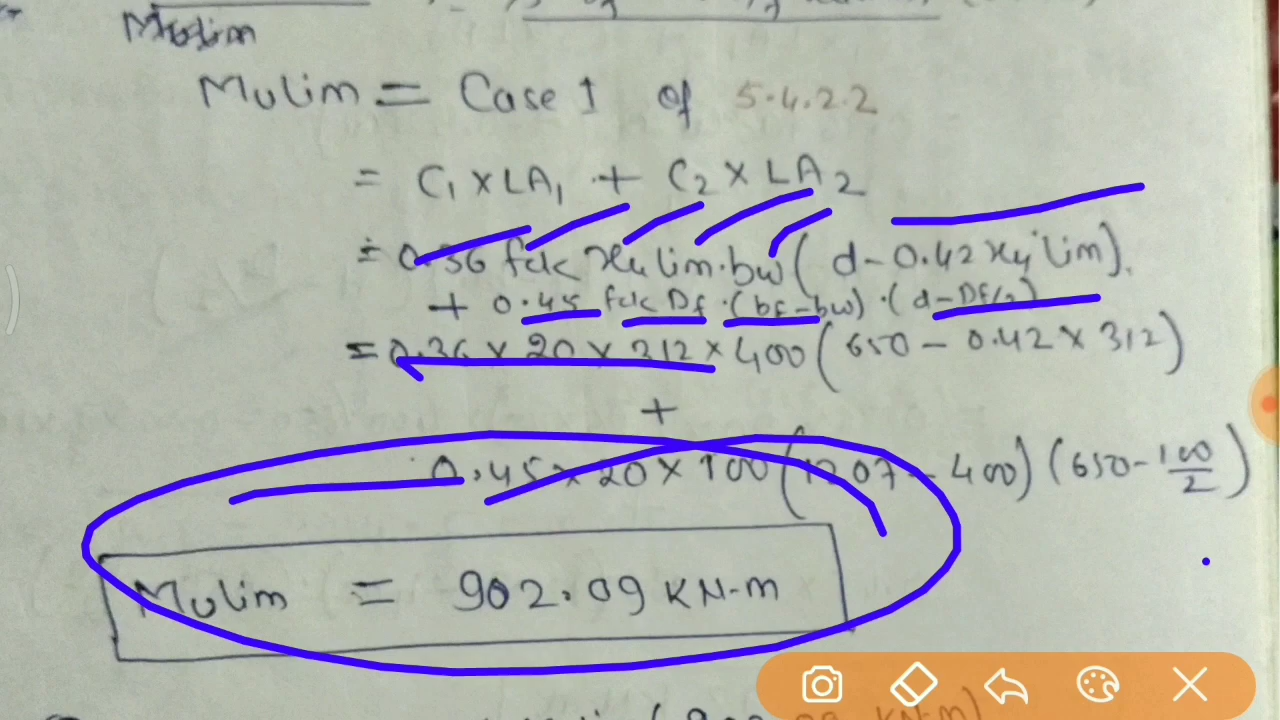 Mulim
Mulim = Case 1 of 5.4.2.2
= C1 x LA1 + C2 x LA2
= 0.36 fck xu lim. bw ( d - 0.42 xu lim).
+ 0.45 fck Df . (bf - bw) . (d - Df/2)
= 0.36 x 20 x 312 x 400 ( 650 - 0.42 x 312 )
+
0.45 x 20 x 100 ( 1207 - 400 ) ( 650 - 100/2 )
Mulim = 902.09 KN-m